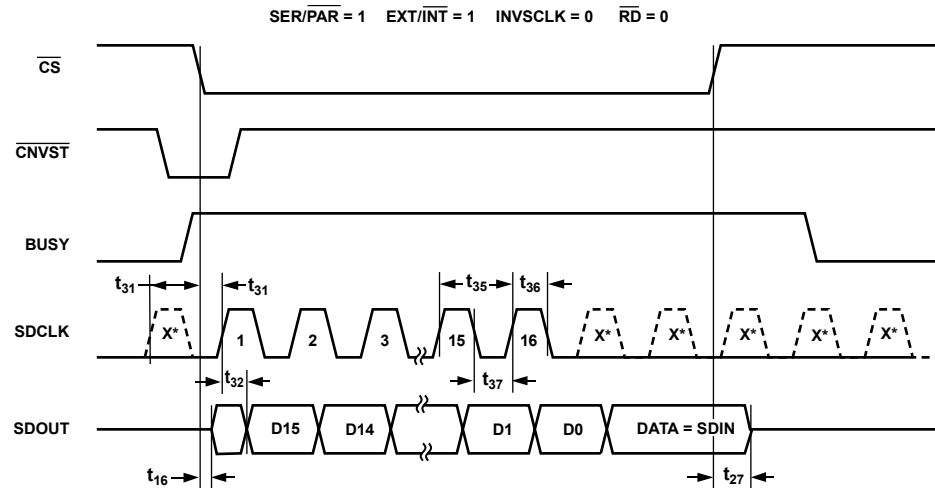 SER/PAR = 1 EXT/INT = 1 INVSCLK = 0 RD = 0
CS
CNVST
BUSY
t31 t31 t35 t36
SDCLK X* 1 2 3 15 16 X* X* X* X* X*
t32 t37
SDOUT D15 D14 D1 D0 DATA = SDIN
t16 t27